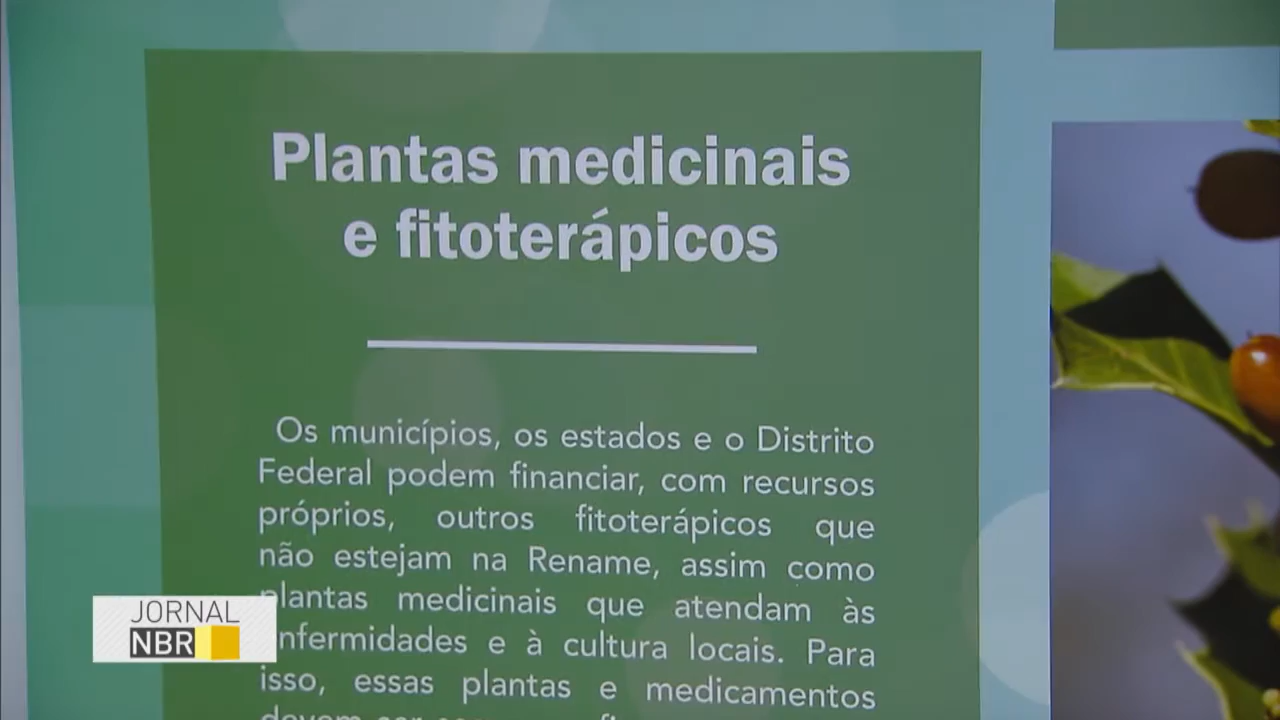 Plantas medicinais
e fitoterápicos
Os municípios, os estados e o Distrito
Federal podem financiar, com recursos
próprios, outros fitoterápicos que
não estejam na Rename, assim como
plantas medicinais que atendam às
enfermidades e à cultura locais. Para
isso, essas plantas e medicamentos
JORNAL
NBR